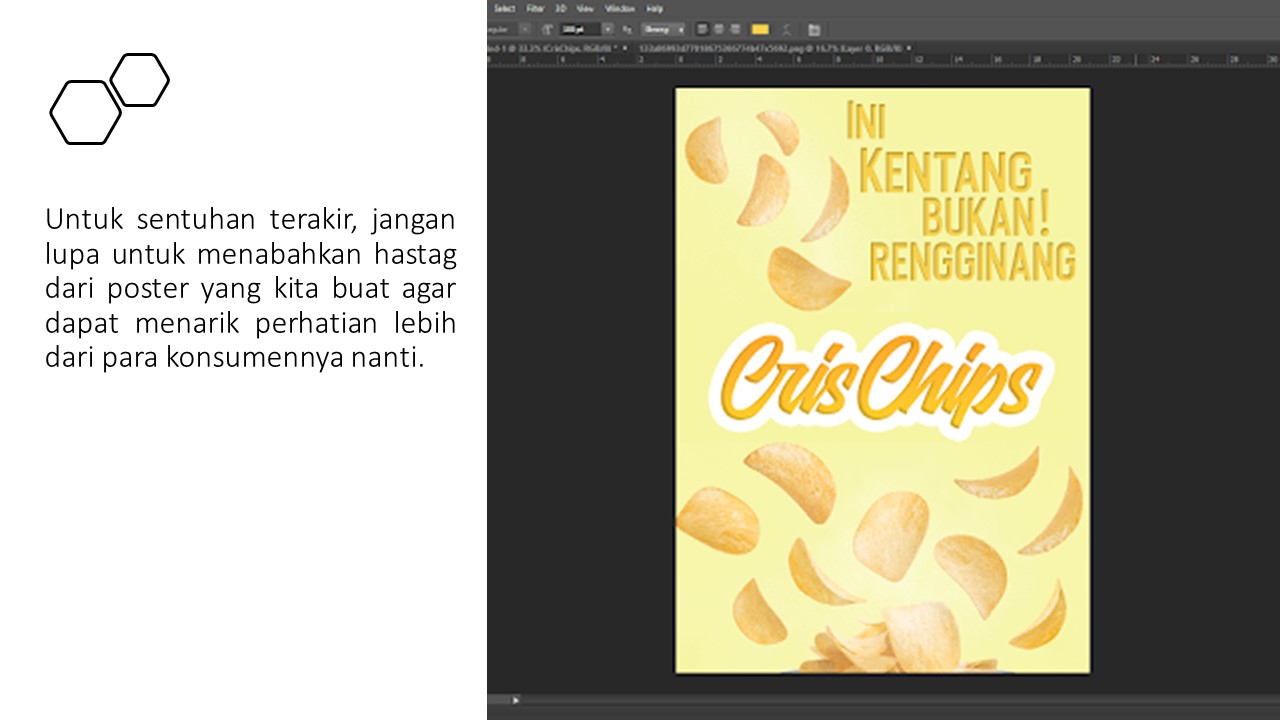 Untuk sentuhan terakir, jangan
lupa untuk menabahkan hastag
dari poster yang kita buat agar
dapat menarik perhatian lebih
dari para konsumennya nanti.
Select Filter 3D View Window Help
Strong
INI
KENTANG
BUKAN!
RENGGINANG
CrisChips